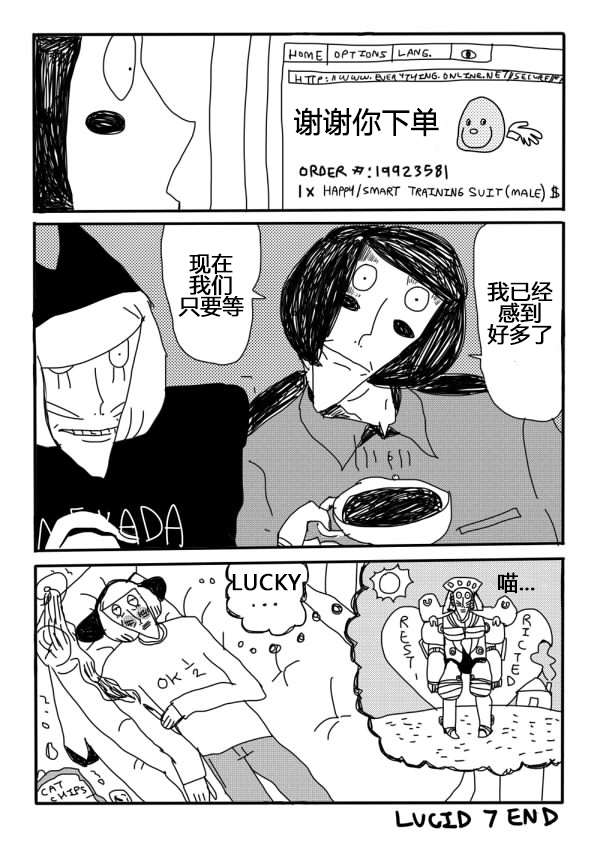 HOME OPTIONS LANG.
HTTP://WWW.EVERYTHING.ONLINE.NET//SECURE
谢谢你下单
ORDER #:19923581
1 X HAPPY/SMART TRAINING SUIT (MALE) $
我已经
感到
好多了
现在
我们
只要等
NEVADA
LUCKY
...
喵...
REST
RICTED
OK 1/2
CAT
CHIPS
LUCID 7 END